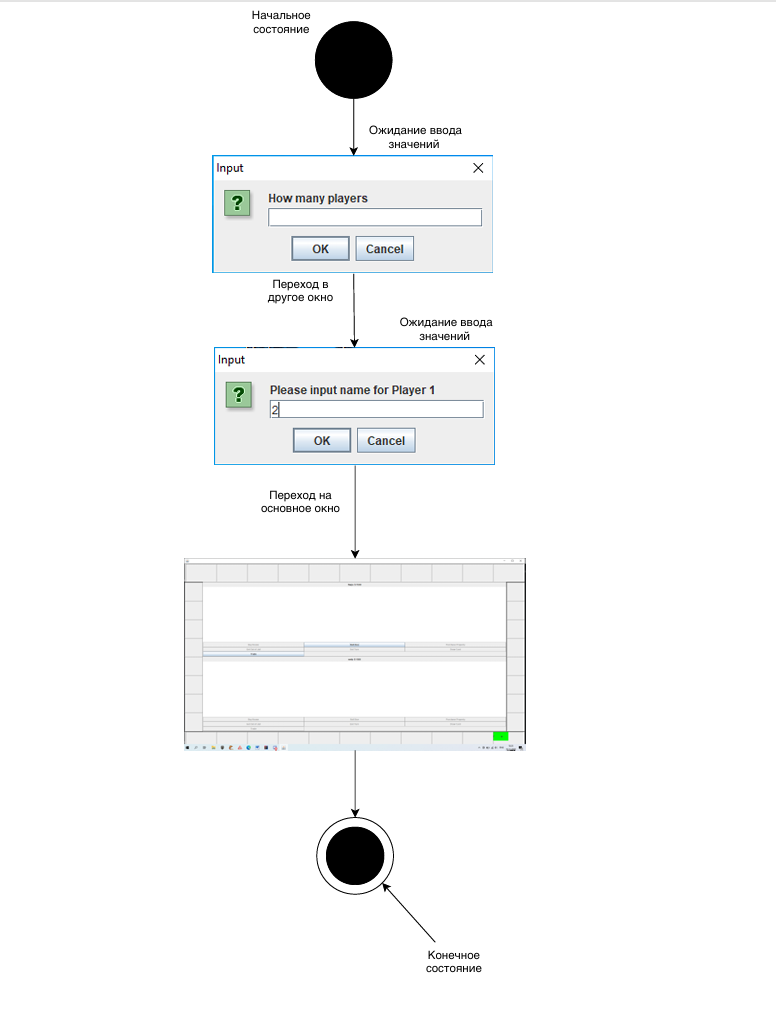 Начальное
состояние
Ожидание ввода
значений
Input
How many players
OK
Cancel
Переход в
другое окно
Ожидание ввода
значений
Input
Please input name for Player 1
2
OK
Cancel
Переход на
основное окно
Конечное
состояние